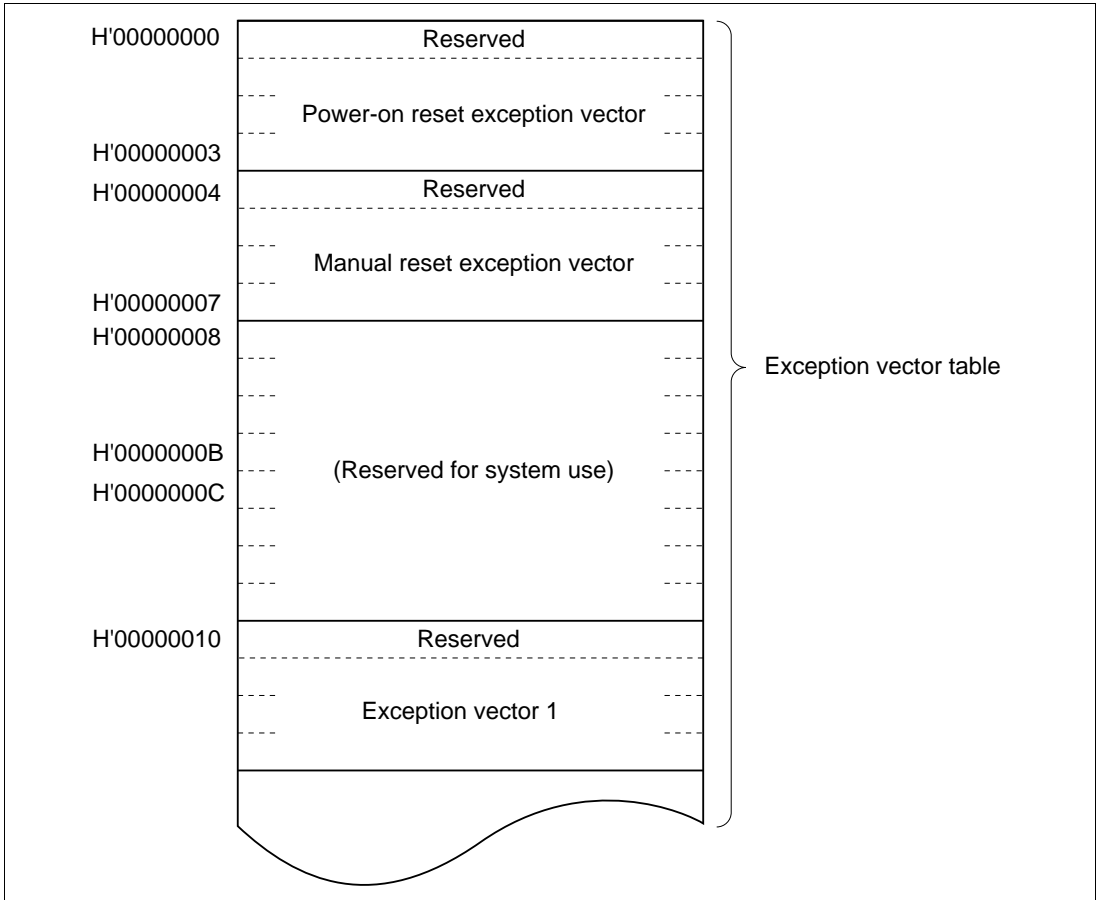 H'00000000
Reserved
Power-on reset exception vector
H'00000003
H'00000004
Reserved
Manual reset exception vector
H'00000007
H'00000008
Exception vector table
H'0000000B
(Reserved for system use)
H'0000000C
H'00000010
Reserved
Exception vector 1